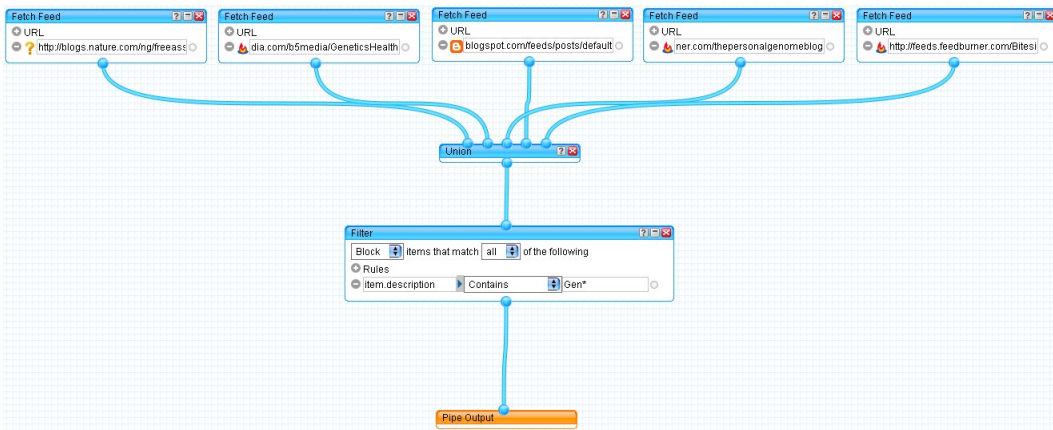 Fetch Feed
URL
http://blogs.nature.com/ng/freeass
Fetch Feed
URL
dia.com/b5media/GeneticsHealth
Fetch Feed
URL
blogspot.com/feeds/posts/default
Fetch Feed
URL
ner.com/thepersonalgenomeblog
Fetch Feed
URL
http://feeds.feedburner.com/Bitesi
Union
Filter
Block items that match all of the following
Rules
item.description Contains Gen*
Pipe Output